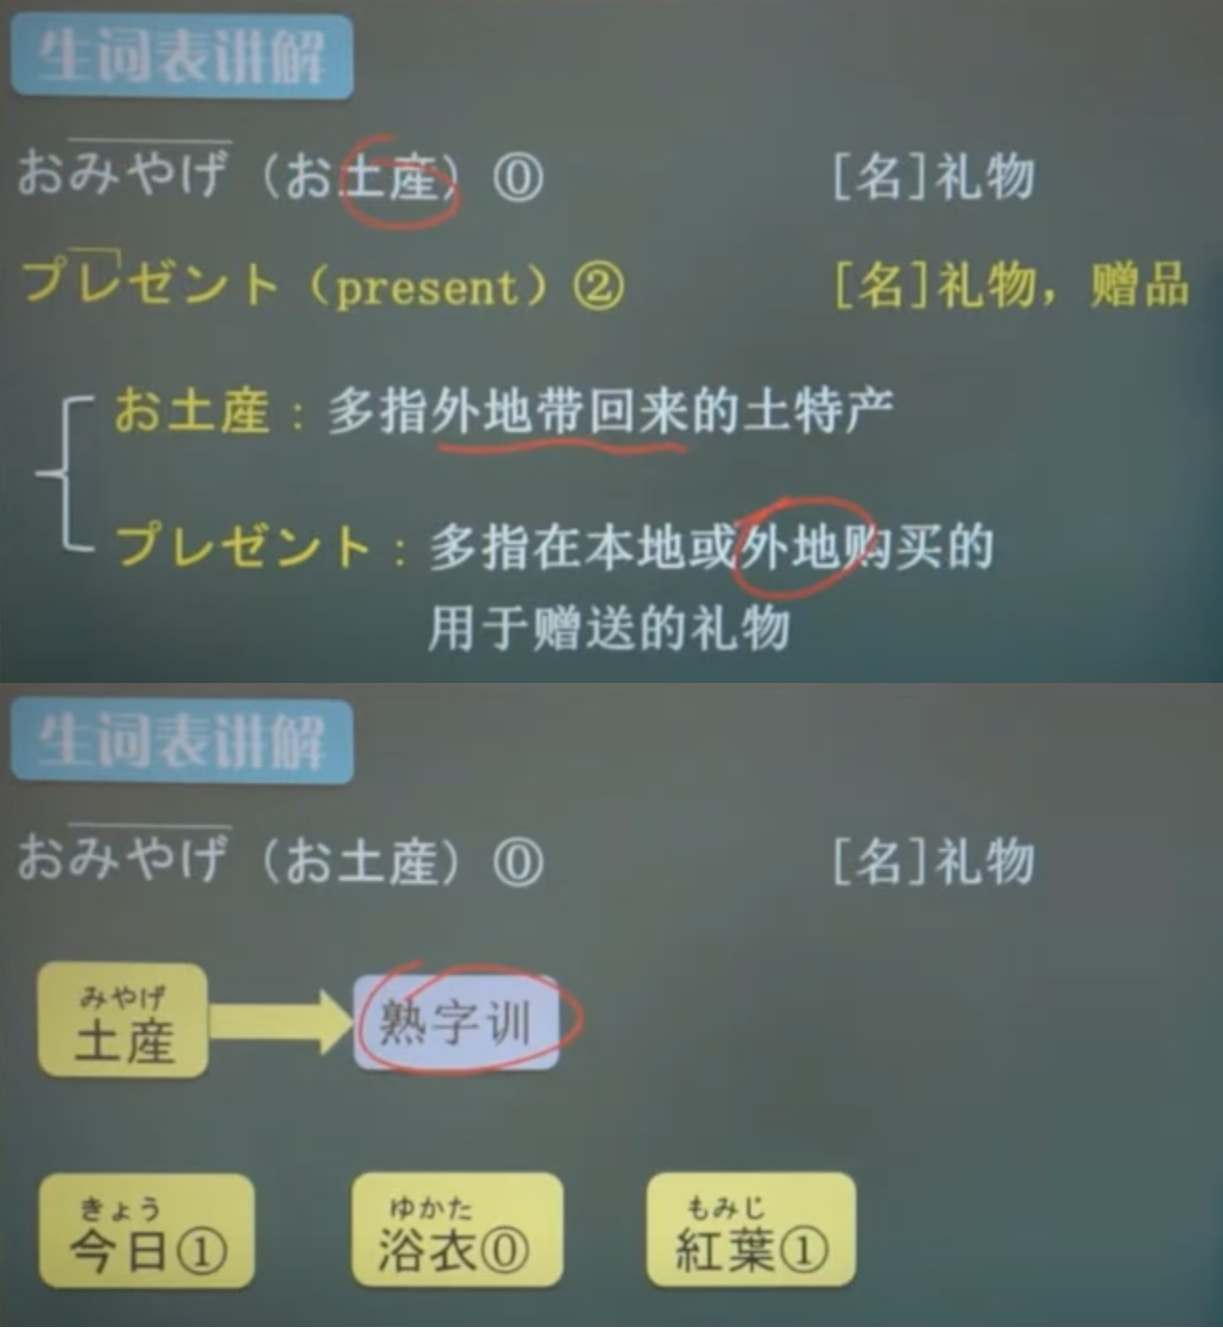 生词表讲解
おみやげ（お土産）⓪ [名]礼物
プレゼント（present）② [名]礼物，赠品
お土産：多指外地带回来的土特产
プレゼント：多指在本地或外地购买的
用于赠送的礼物
生词表讲解
おみやげ（お土産）⓪ [名]礼物
みやげ
土産
熟字训
きょう
今日①
ゆかた
浴衣⓪
もみじ
紅葉①